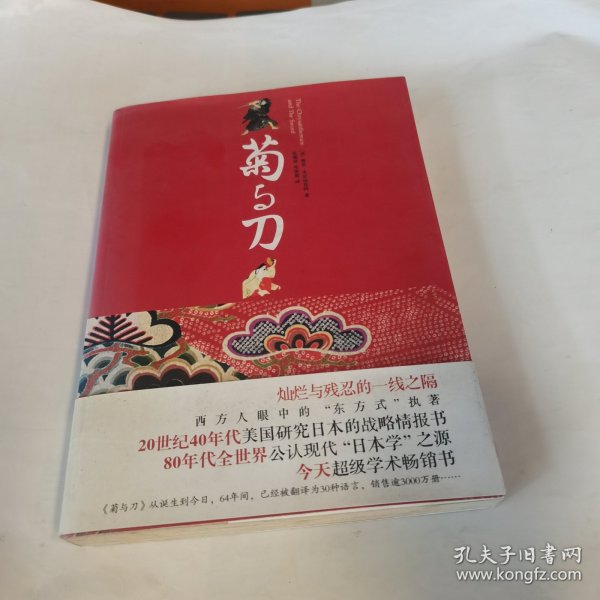 The Chrysanthemum
and The Sword
菊与刀
灿烂与残忍的一线之隔
西方人眼中的“东方式”执著
20世纪40年代美国研究日本的战略情报书
80年代全世界公认现代“日本学”之源
今天超级学术畅销书
《菊与刀》从诞生到今日，64年间，已经被翻译为30种语言，销售逾3000万册……
孔夫子旧书网
www.kongfz.com